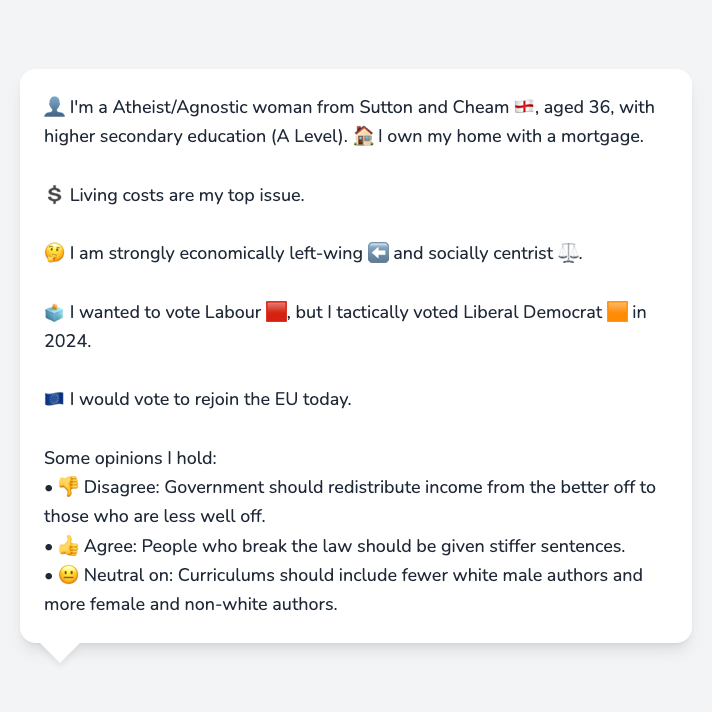 👤 I'm a Atheist/Agnostic woman from Sutton and Cheam 🏴󠁧󠁢󠁥󠁮󠁧󠁿, aged 36, with
higher secondary education (A Level). 🏠 I own my home with a mortgage.
💲 Living costs are my top issue.
🤔 I am strongly economically left-wing ⬅️ and socially centrist ⚖️.
🗳️ I wanted to vote Labour 🟥, but I tactically voted Liberal Democrat 🟧 in
2024.
🇪🇺 I would vote to rejoin the EU today.
Some opinions I hold:
• 👎 Disagree: Government should redistribute income from the better off to
those who are less well off.
• 👍 Agree: People who break the law should be given stiffer sentences.
• 😐 Neutral on: Curriculums should include fewer white male authors and
more female and non-white authors.